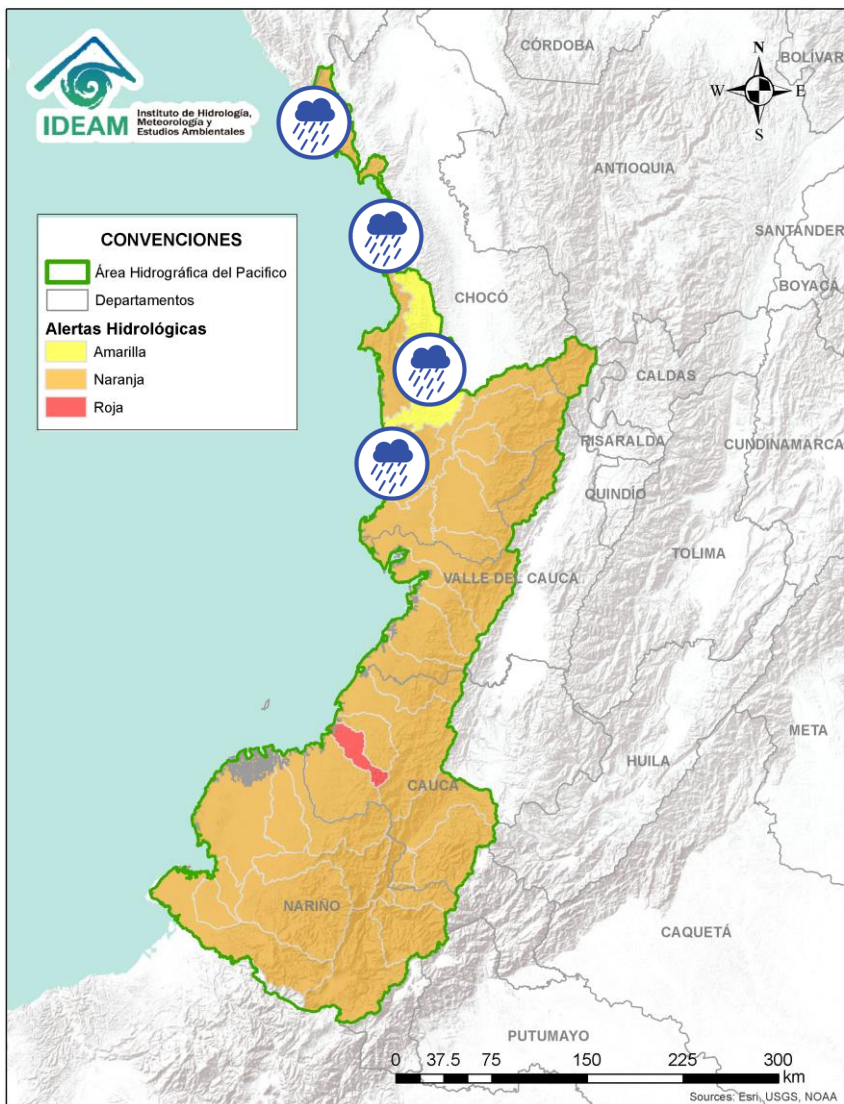 IDEAM
Instituto de Hidrología,
Meteorología y
Estudios Ambientales
CÓRDOBA
BOLÍVAR
N
W
E
S
ANTIOQUIA
SANTANDER
BOYACÁ
CONVENCIONES
Área Hidrográfica del Pacifico
Departamentos
Alertas Hidrológicas
Amarilla
Naranja
Roja
CHOCÓ
CALDAS
RISARALDA
CUNDINAMARCA
QUINDÍO
TOLIMA
VALLE DEL CAUCA
META
HUILA
CAUCA
NARIÑO
CAQUETÁ
PUTUMAYO
0 37.5 75 150 225 300
km
Sources: Esri, USGS, NOAA